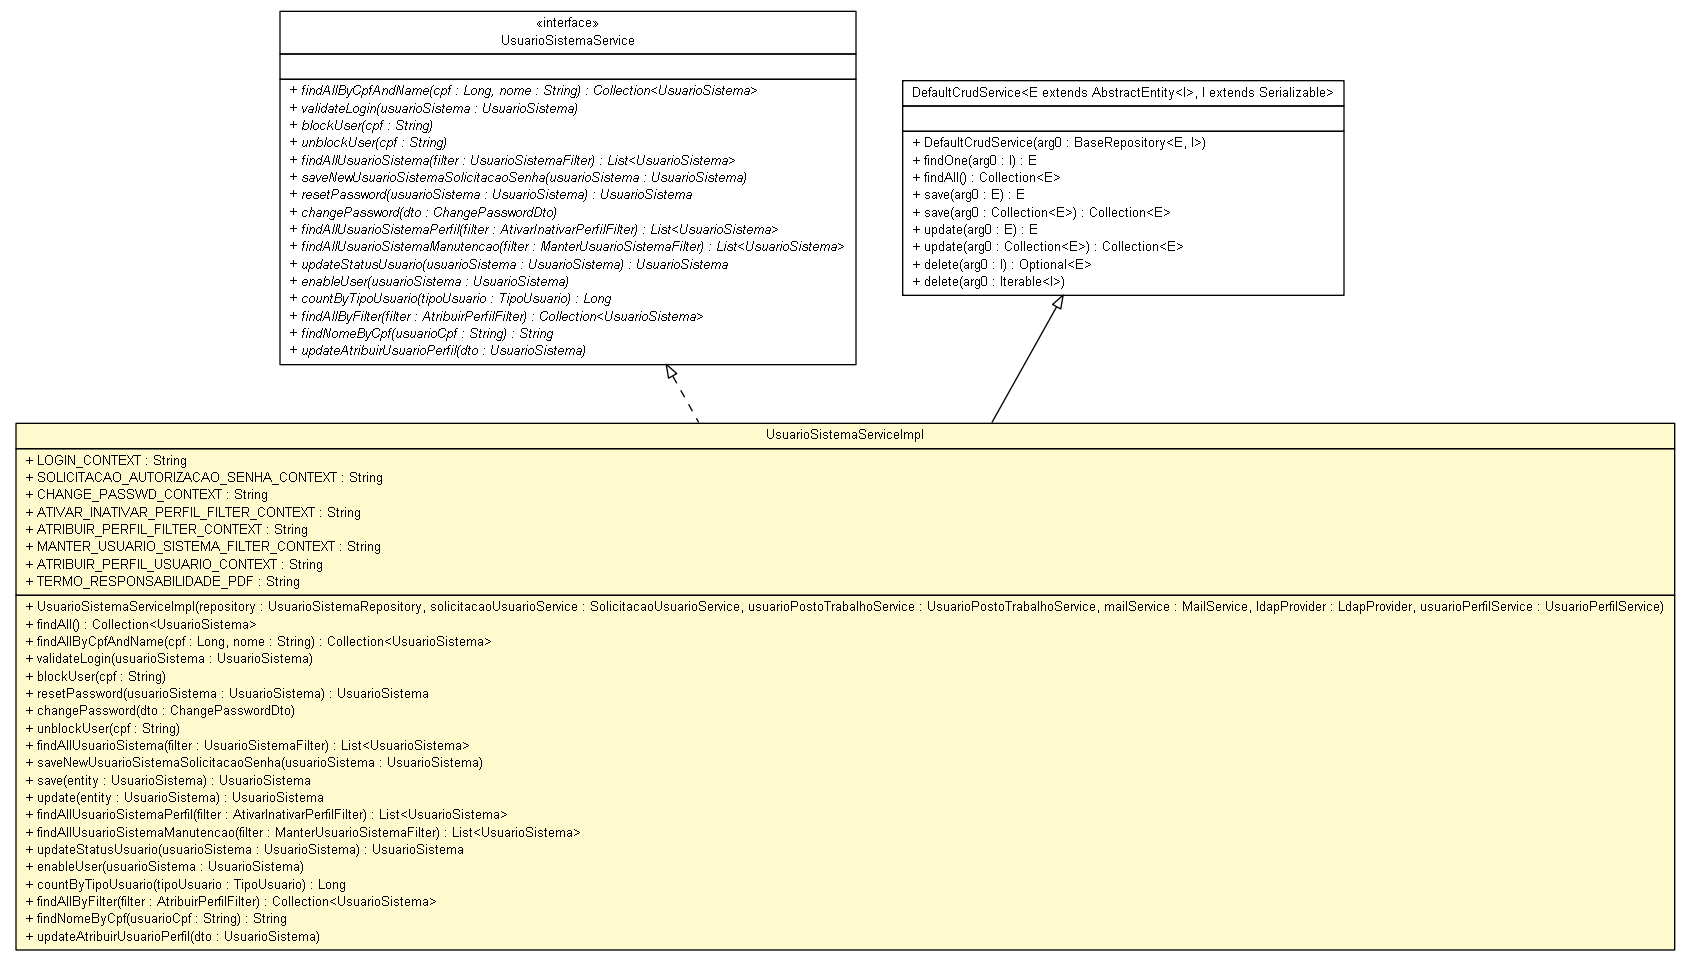 «interface»
UsuarioSistemaService
+ findAllByCpfAndName(cpf : Long, nome : String) : Collection<UsuarioSistema>
+ validateLogin(usuarioSistema : UsuarioSistema)
+ blockUser(cpf : String)
+ unblockUser(cpf : String)
+ findAllUsuarioSistema(filter : UsuarioSistemaFilter) : List<UsuarioSistema>
+ saveNewUsuarioSistemaSolicitacaoSenha(usuarioSistema : UsuarioSistema)
+ resetPassword(usuarioSistema : UsuarioSistema) : UsuarioSistema
+ changePassword(dto : ChangePasswordDto)
+ findAllUsuarioSistemaPerfil(filter : AtivarInativarPerfilFilter) : List<UsuarioSistema>
+ findAllUsuarioSistemaManutencao(filter : ManterUsuarioSistemaFilter) : List<UsuarioSistema>
+ updateStatusUsuario(usuarioSistema : UsuarioSistema) : UsuarioSistema
+ enableUser(usuarioSistema : UsuarioSistema)
+ countByTipoUsuario(tipoUsuario : TipoUsuario) : Long
+ findAllByFilter(filter : AtribuirPerfilFilter) : Collection<UsuarioSistema>
+ findNomeByCpf(usuarioCpf : String) : String
+ updateAtribuirUsuarioPerfil(dto : UsuarioSistema)
DefaultCrudService<E extends AbstractEntity<I>, I extends Serializable>
+ DefaultCrudService(arg0 : BaseRepository<E, I>)
+ findOne(arg0 : I) : E
+ findAll() : Collection<E>
+ save(arg0 : E) : E
+ save(arg0 : Collection<E>) : Collection<E>
+ update(arg0 : E) : E
+ update(arg0 : Collection<E>) : Collection<E>
+ delete(arg0 : I) : Optional<E>
+ delete(arg0 : Iterable<I>)
UsuarioSistemaServiceImpl
+ LOGIN_CONTEXT : String
+ SOLICITACAO_AUTORIZACAO_SENHA_CONTEXT : String
+ CHANGE_PASSWD_CONTEXT : String
+ ATIVAR_INATIVAR_PERFIL_FILTER_CONTEXT : String
+ ATRIBUIR_PERFIL_FILTER_CONTEXT : String
+ MANTER_USUARIO_SISTEMA_FILTER_CONTEXT : String
+ ATRIBUIR_PERFIL_USUARIO_CONTEXT : String
+ TERMO_RESPONSABILIDADE_PDF : String
+ UsuarioSistemaServiceImpl(repository : UsuarioSistemaRepository, solicitacaoUsuarioService : SolicitacaoUsuarioService, usuarioPostoTrabalhoService : UsuarioPostoTrabalhoService, mailService : MailService, ldapProvider : LdapProvider, usuarioPerfilService : UsuarioPerfilService)
+ findAll() : Collection<UsuarioSistema>
+ findAllByCpfAndName(cpf : Long, nome : String) : Collection<UsuarioSistema>
+ validateLogin(usuarioSistema : UsuarioSistema)
+ blockUser(cpf : String)
+ resetPassword(usuarioSistema : UsuarioSistema) : UsuarioSistema
+ changePassword(dto : ChangePasswordDto)
+ unblockUser(cpf : String)
+ findAllUsuarioSistema(filter : UsuarioSistemaFilter) : List<UsuarioSistema>
+ saveNewUsuarioSistemaSolicitacaoSenha(usuarioSistema : UsuarioSistema)
+ save(entity : UsuarioSistema) : UsuarioSistema
+ update(entity : UsuarioSistema) : UsuarioSistema
+ findAllUsuarioSistemaPerfil(filter : AtivarInativarPerfilFilter) : List<UsuarioSistema>
+ findAllUsuarioSistemaManutencao(filter : ManterUsuarioSistemaFilter) : List<UsuarioSistema>
+ updateStatusUsuario(usuarioSistema : UsuarioSistema) : UsuarioSistema
+ enableUser(usuarioSistema : UsuarioSistema)
+ countByTipoUsuario(tipoUsuario : TipoUsuario) : Long
+ findAllByFilter(filter : AtribuirPerfilFilter) : Collection<UsuarioSistema>
+ findNomeByCpf(usuarioCpf : String) : String
+ updateAtribuirUsuarioPerfil(dto : UsuarioSistema)